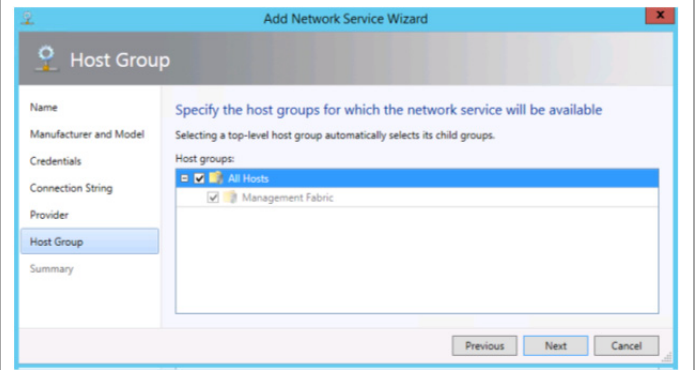 Add Network Service Wizard
x
Host Group
Name
Manufacturer and Model
Credentials
Connection String
Provider
Host Group
Summary
Specify the host groups for which the network service will be available
Selecting a top-level host group automatically selects its child groups.
Host groups:
All Hosts
Management Fabric
Previous Next Cancel